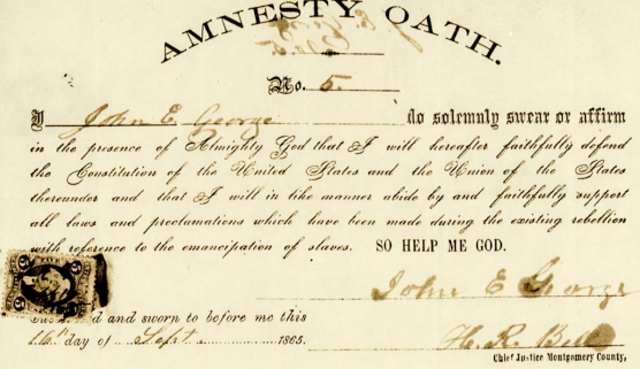 AMNESTY OATH.
No. 5.
I John E. George do solemnly swear or affirm
in the presence of Almighty God that I will hereafter faithfully defend
the Constitution of the United States and the Union of the States
thereunder and that I will in like manner abide by and faithfully support
all laws and proclamations which have been made during the existing rebellion
with reference to the emancipation of slaves. SO HELP ME GOD.
John E George
and sworn to before me this
16th day of Sept. 1865.
H. R. Bell
Chief Justice Montgomery County,